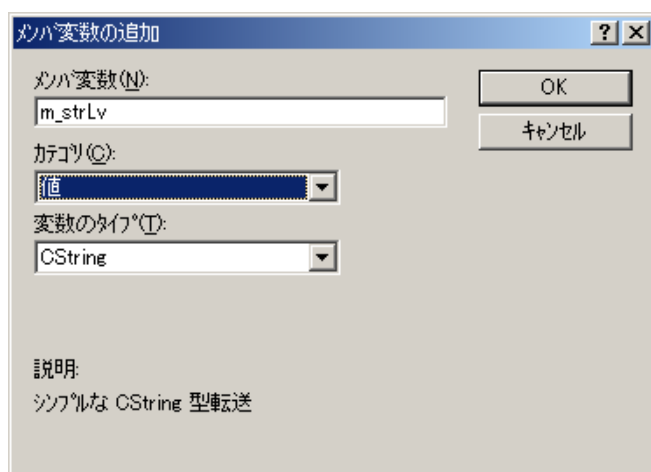 メンバ変数の追加
メンバ変数(N):
OK
m_strLv
キャンセル
カテゴリ(C):
値
変数のタイプ(T):
CString
説明:
シンプルな CString 型転送